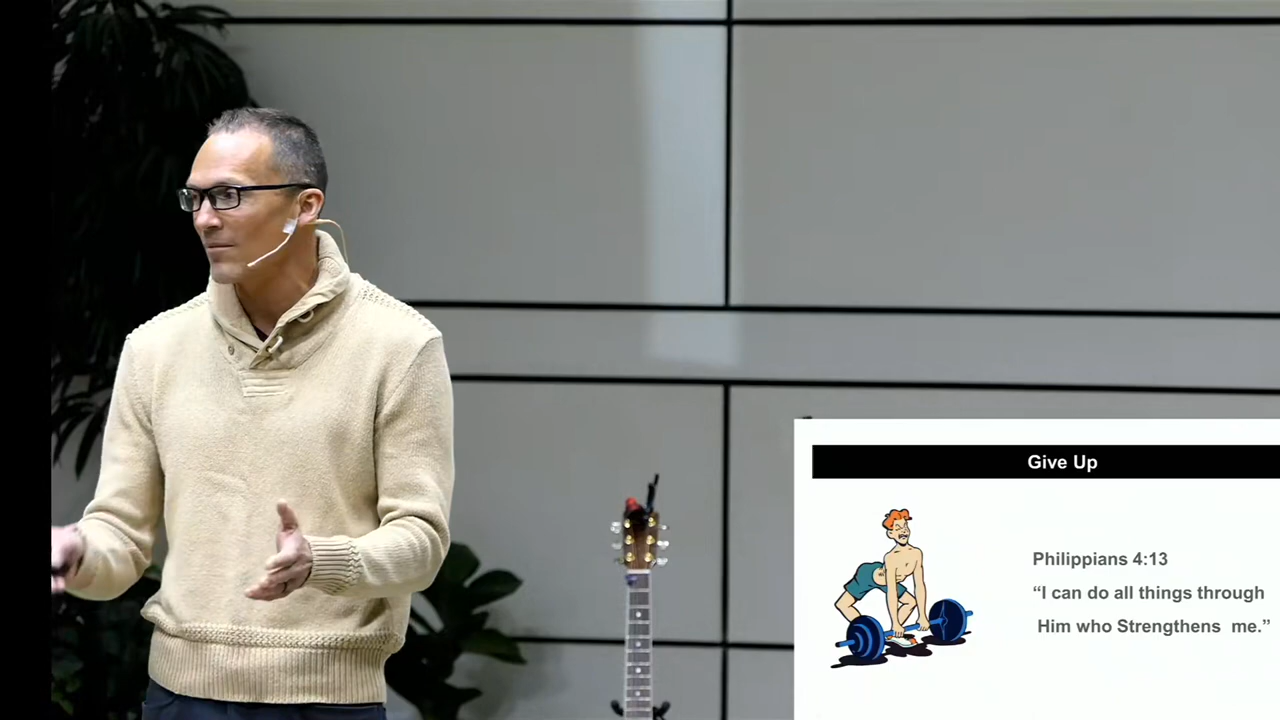 Give Up
Philippians 4:13
“I can do all things through
Him who Strengthens me.”